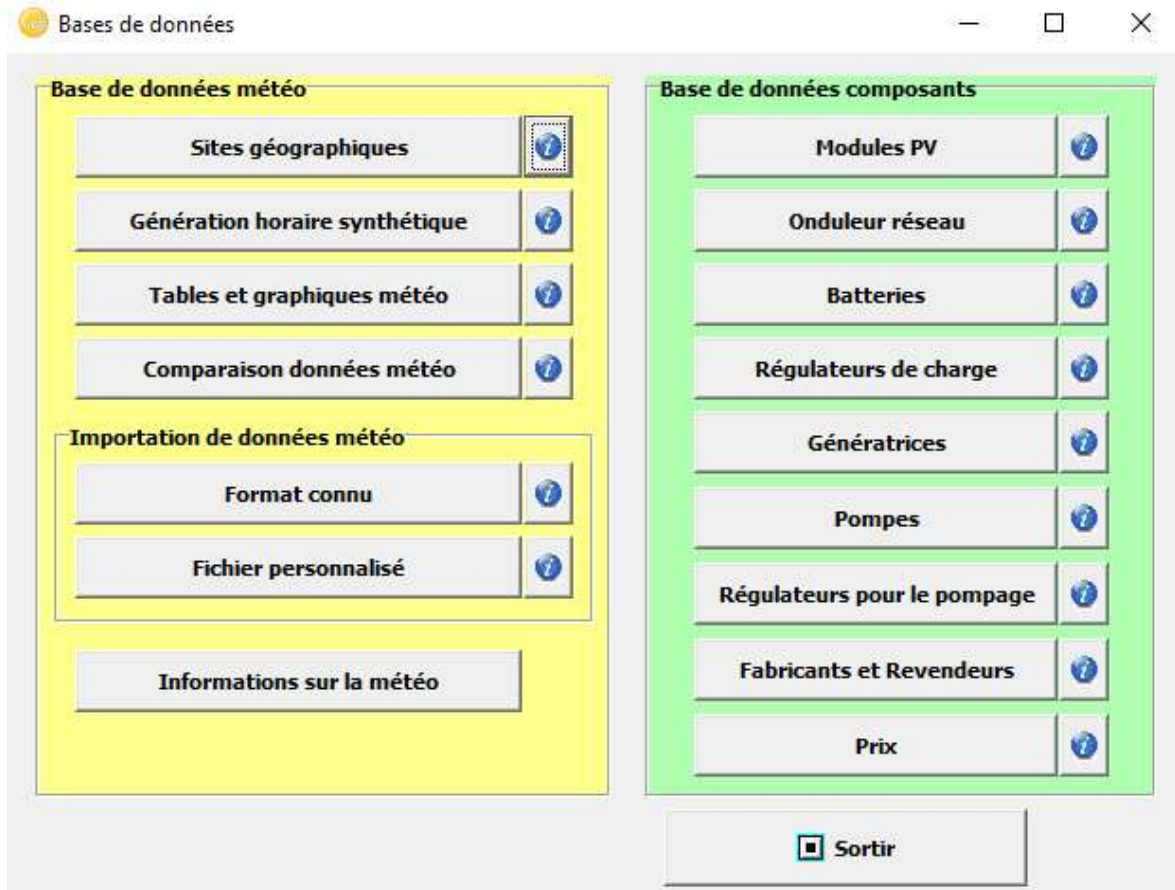 Bases de données
Base de données météo
Sites géographiques
Génération horaire synthétique
Tables et graphiques météo
Comparaison données météo
Importation de données météo
Format connu
Fichier personnalisé
Informations sur la météo
Base de données composants
Modules PV
Onduleur réseau
Batteries
Régulateurs de charge
Génératrices
Pompes
Régulateurs pour le pompage
Fabricants et Revendeurs
Prix
Sortir